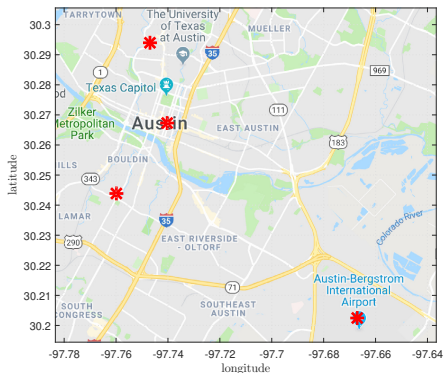 TARRYTOWN
The University
of Texas
at Austin
MUELLER
35
1
969
Texas Capitol
od
Zilker
Metropolitan
Park
Austin
111
EAST AUSTIN
183
BOULDIN
ILLS
343
LAMAR
35
290
EAST RIVERSIDE
- OLTORF
Colorado River
71
Austin-Bergstrom
International
Airport
SOUTH
CONGRESS
SOUTHEAST
AUSTIN
30.3
30.29
30.28
30.27
30.26
30.25
30.24
30.23
30.22
30.21
30.2
latitude
-97.78
-97.76
-97.74
-97.72
-97.7
-97.68
-97.66
-97.64
longitude